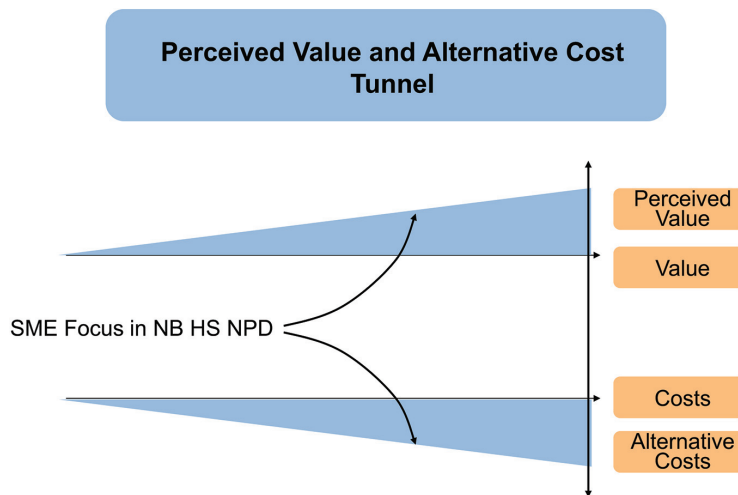 Perceived Value and Alternative Cost
Tunnel
Perceived
Value
Value
SME Focus in NB HS NPD
Costs
Alternative
Costs